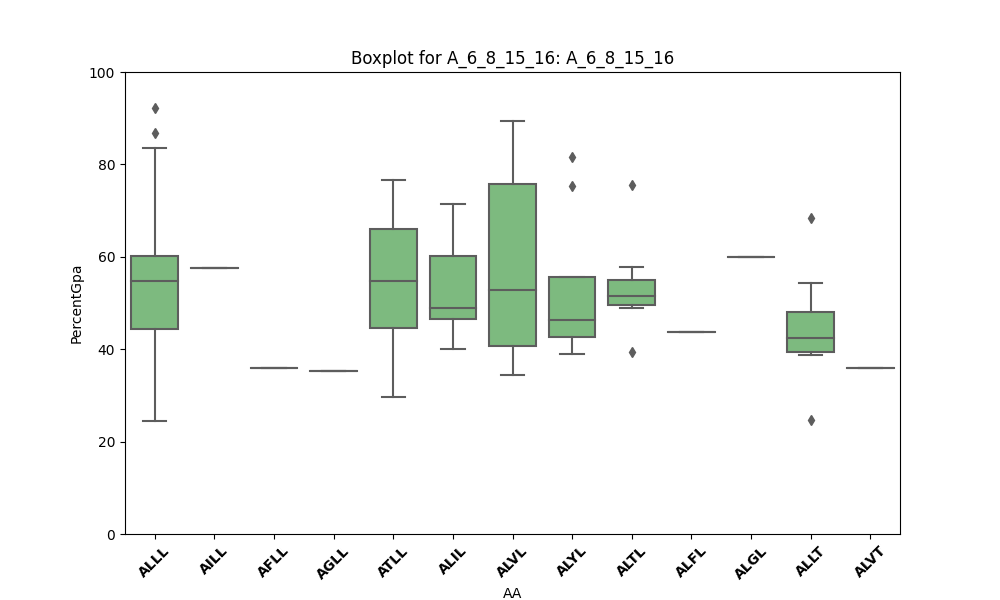 Boxplot for A_6_8_15_16: A_6_8_15_16
100
80
60
40
20
0
PercentGpa
ALLL AILL AFLL AGLL ATLL ALIL ALVL ALYL ALTL ALFL ALGL ALLT ALVT
AA